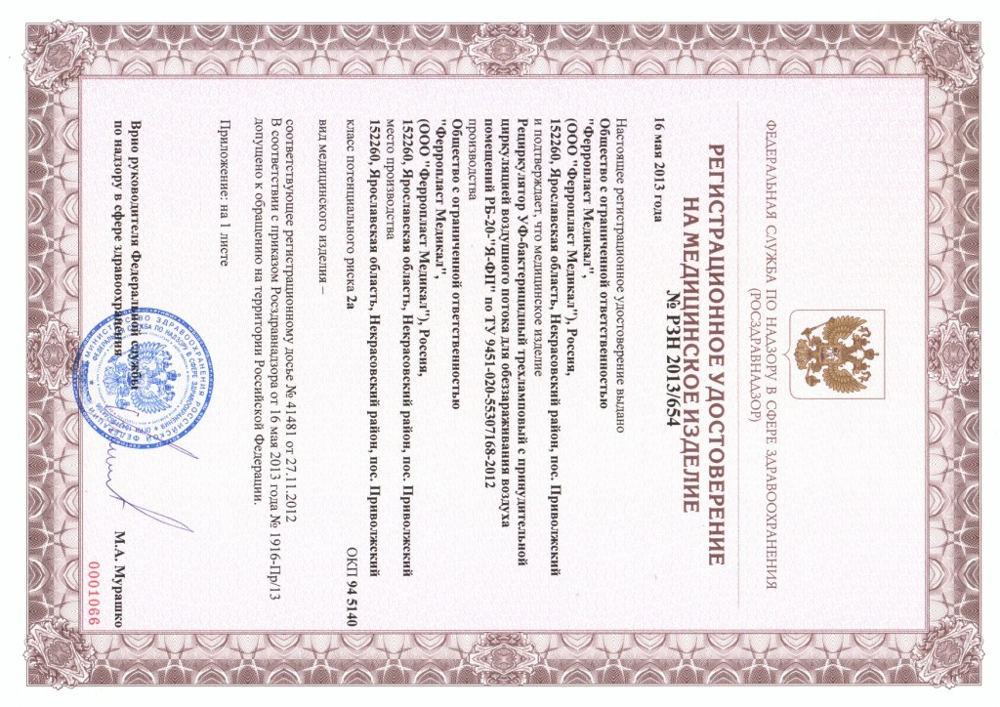 ФЕДЕРАЛЬНАЯ СЛУЖБА ПО НАДЗОРУ В СФЕРЕ ЗДРАВООХРАНЕНИЯ
(РОСЗДРАВНАДЗОР)
РЕГИСТРАЦИОННОЕ УДОСТОВЕРЕНИЕ
НА МЕДИЦИНСКОЕ ИЗДЕЛИЕ
№ РЗН 2013/654
16 мая 2013 года
Настоящее регистрационное удостоверение выдано
Общество с ограниченной ответственностью
"Ферропласт Медикал",
(ООО "Ферропласт Медикал"), Россия,
152260, Ярославская область, Некрасовский район, пос. Приволжский
и подтверждает, что медицинское изделие
Рециркулятор УФ-бактерицидный трехламповый с принудительной
циркуляцией воздушного потока для обеззараживания воздуха
помещений РБ-20-"Я-ФП" по ТУ 9451-020-55307168-2012
производства
Общество с ограниченной ответственностью
"Ферропласт Медикал",
(ООО "Ферропласт Медикал"), Россия,
152260, Ярославская область, Некрасовский район, пос. Приволжский
место производства
152260, Ярославская область, Некрасовский район, пос. Приволжский
класс потенциального риска 2а ОКП 94 5140
вид медицинского изделия –
соответствующее регистрационному досье № 41481 от 27.11.2012
В соответствии с приказом Росздравнадзора от 16 мая 2013 года № 1916-Пр/13
допущено к обращению на территории Российской Федерации.
Приложение: на 1 листе
Врио руководителя Федеральной службы
по надзору в сфере здравоохранения М.А. Мурашко
0001066
МИНИСТЕРСТВО ЗДРАВООХРАНЕНИЯ РОССИЙСКОЙ ФЕДЕРАЦИИ